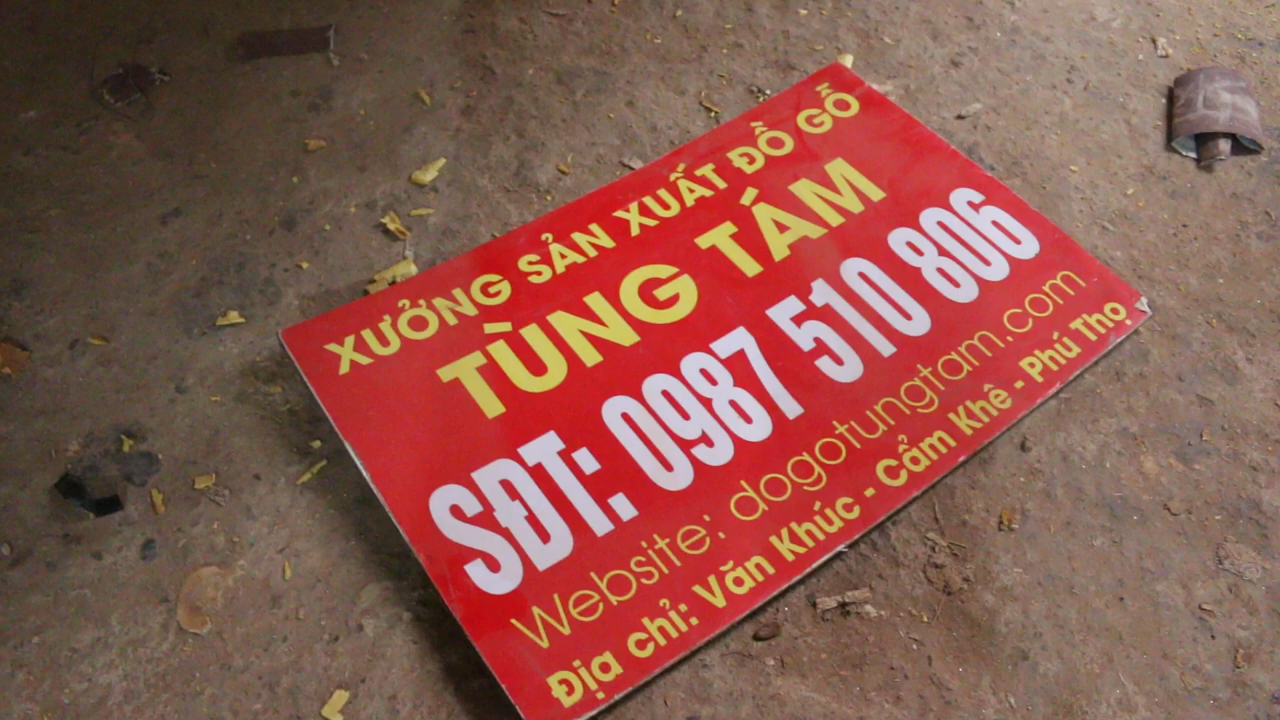 XƯỞNG SẢN XUẤT ĐỒ GỖ
TÙNG TÁM
SĐT: 0987 510 806
Website: dogotungtam.com
Địa chỉ: Văn Khúc - Cẩm Khê - Phú Thọ